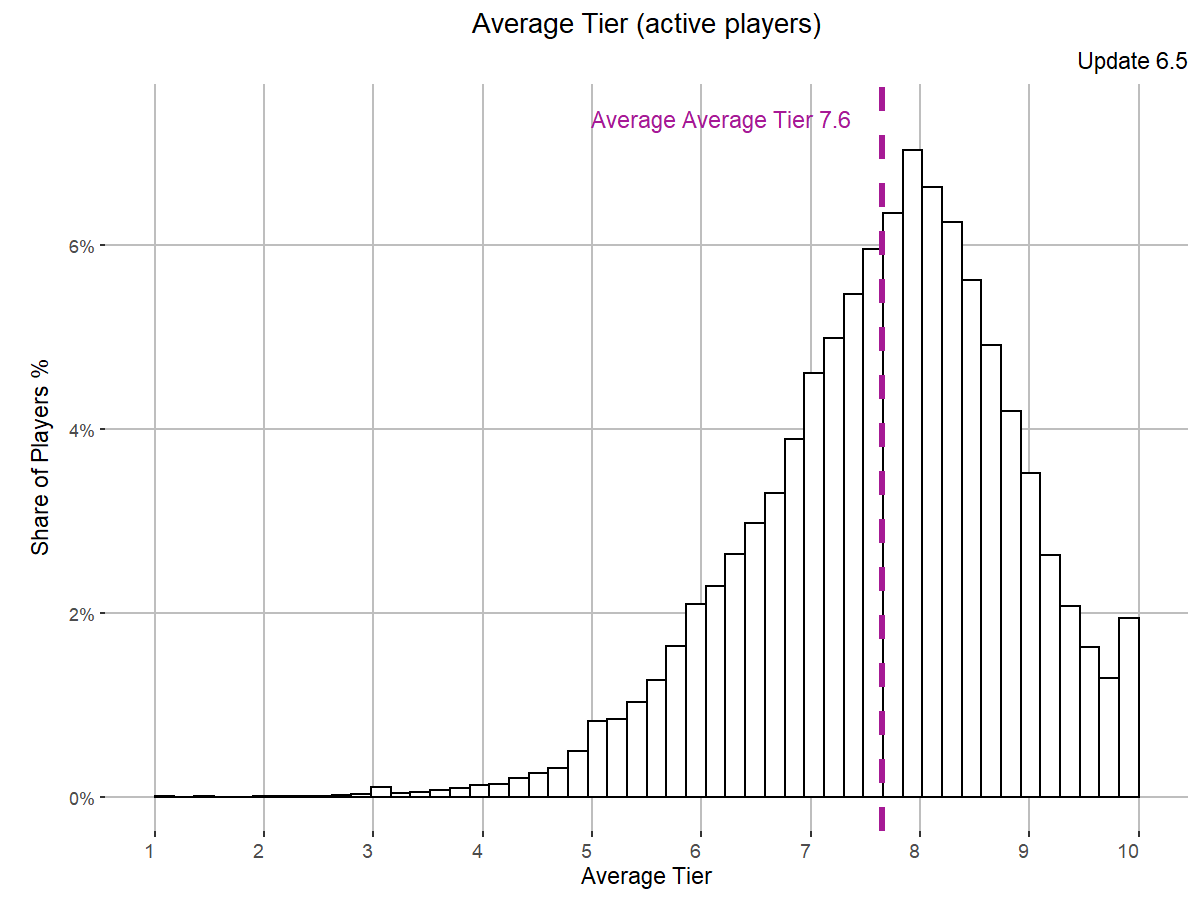 Average Tier (active players)
Update 6.5
Average Average Tier 7.6
Share of Players %
6%
4%
2%
0%
1 2 3 4 5 6 7 8 9 10
Average Tier